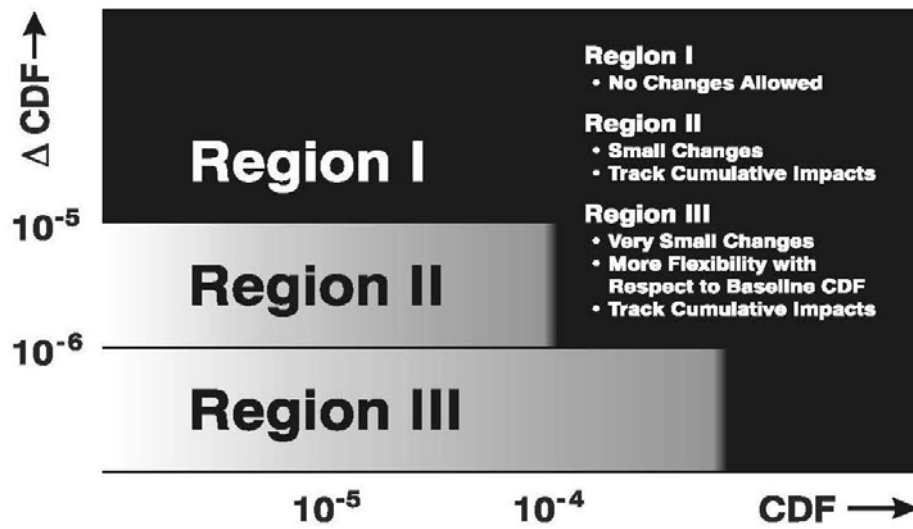 Δ CDF→
Region I
• No Changes Allowed
Region II
• Small Changes
• Track Cumulative Impacts
Region III
• Very Small Changes
• More Flexibility with
Respect to Baseline CDF
• Track Cumulative Impacts
Region I
10⁻⁵
Region II
10⁻⁶
Region III
10⁻⁵ 10⁻⁴ CDF→